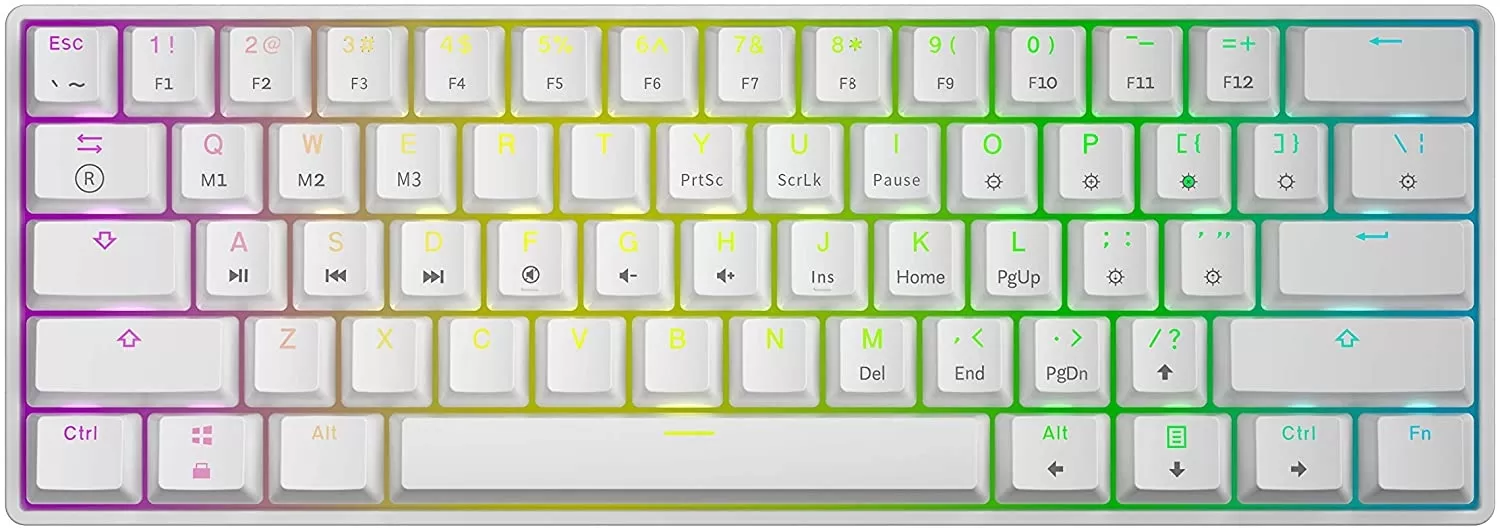 Esc 1! 2@ 3# 4$ 5% 6^ 7& 8* 9( 0) -− =+
` ~ F1 F2 F3 F4 F5 F6 F7 F8 F9 F10 F11 F12
Q W E R T Y U I O P [{ ]} \¦
R M1 M2 M3 PrtSc ScrLk Pause
A S D F G H J K L ;: '"
Ins Home PgUp
Z X C V B N M ,< .> /?
Del End PgDn
Ctrl Alt Alt Ctrl Fn